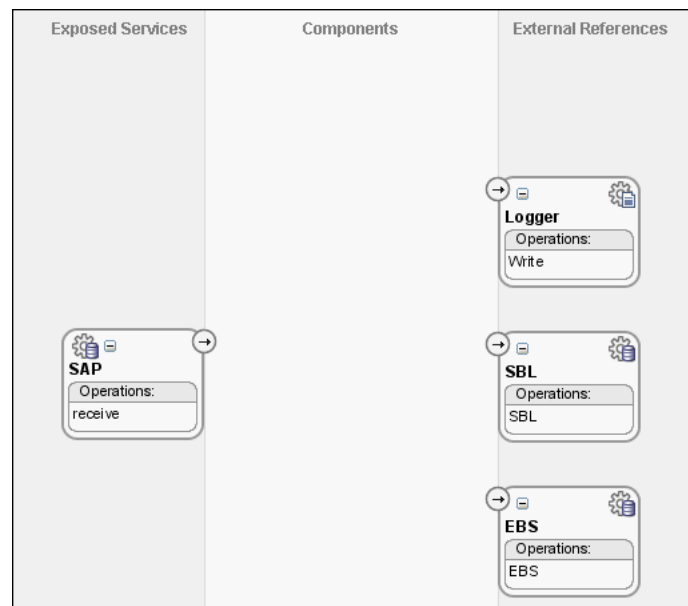 Exposed Services
Components
External References
Logger
Operations:
Write
SAP
Operations:
receive
SBL
Operations:
SBL
EBS
Operations:
EBS